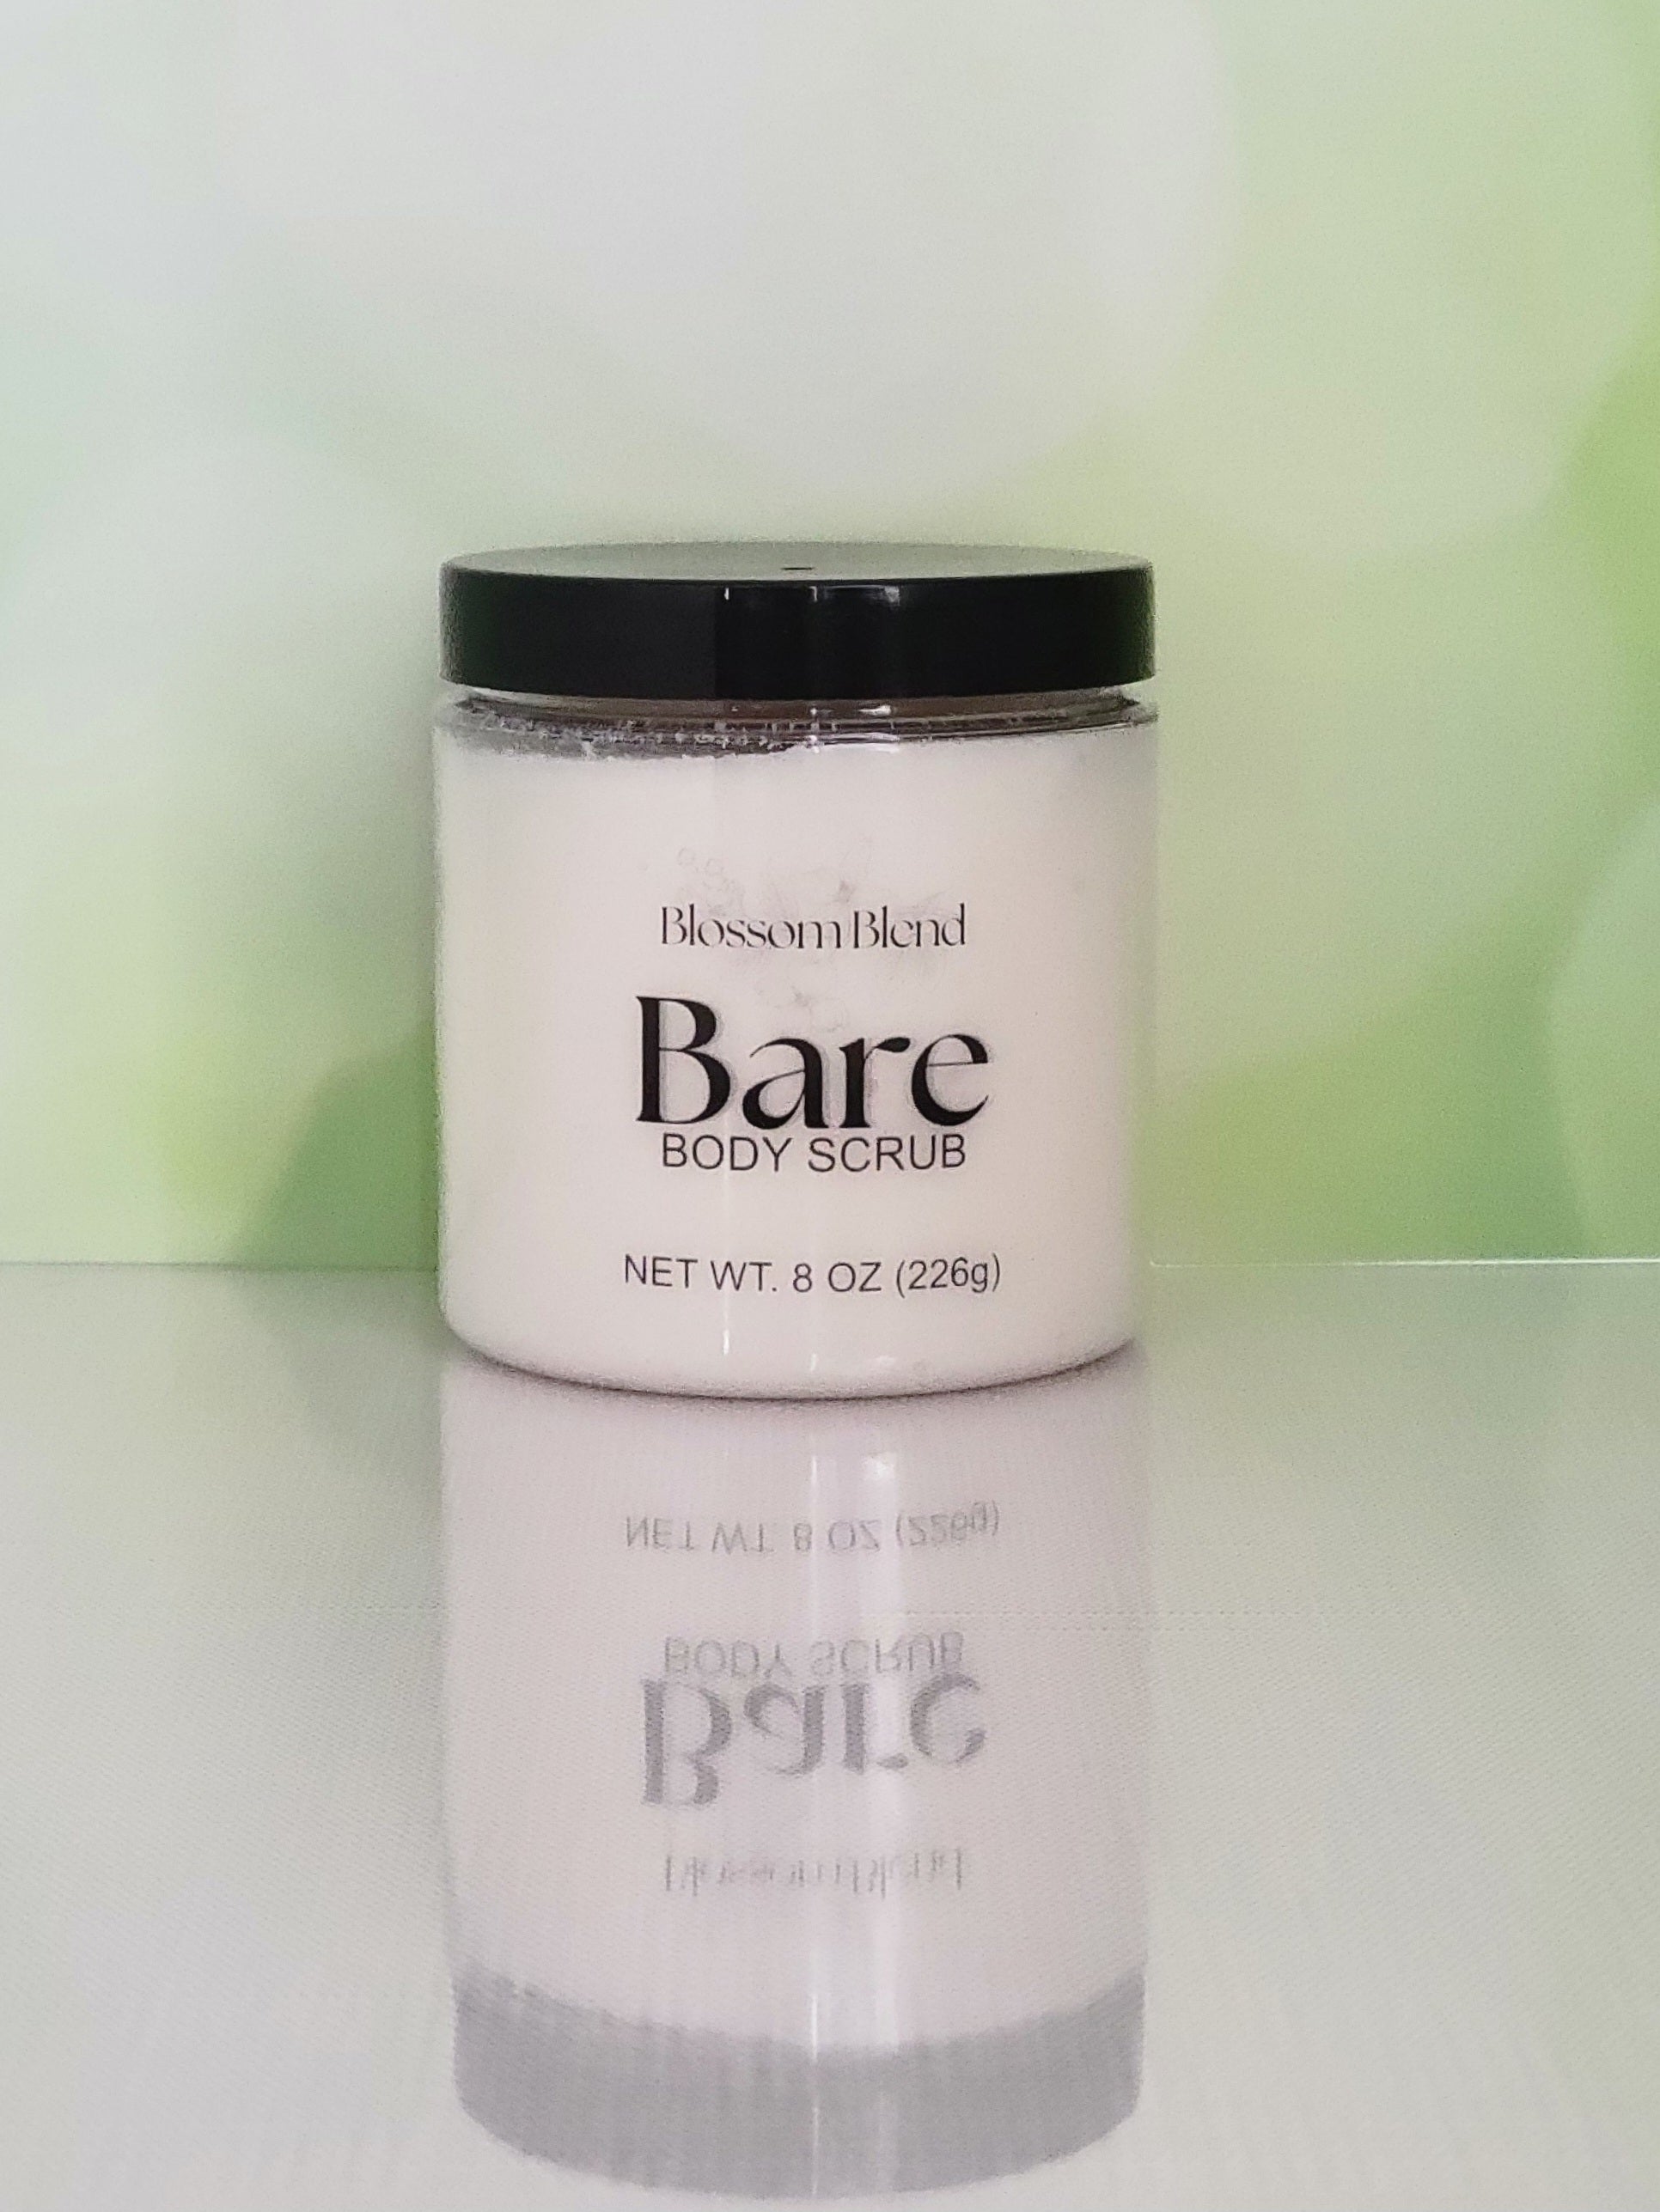 Blossom Blend
Bare
BODY SCRUB
NET WT. 8 OZ (226g)